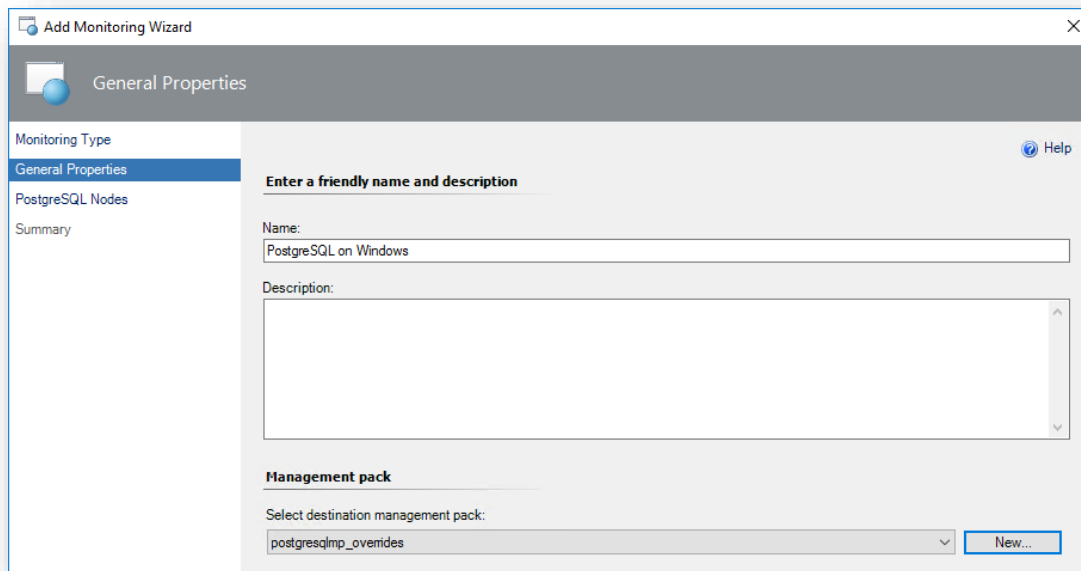 Add Monitoring Wizard
General Properties
Monitoring Type
General Properties
PostgreSQL Nodes
Summary
Help
Enter a friendly name and description
Name:
PostgreSQL on Windows
Description:
Management pack
Select destination management pack:
postgresqlmp_overrides
New...